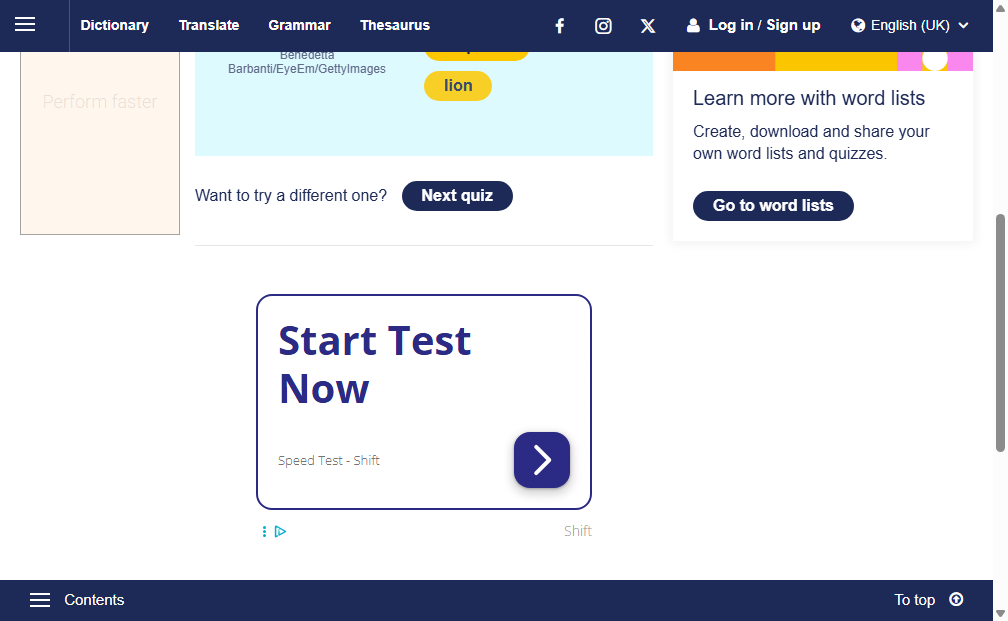 Dictionary Translate Grammar Thesaurus Log in / Sign up English (UK)
Perform faster
Benedetta
Barbanti/EyeEm/GettyImages
lion
Want to try a different one? Next quiz
Learn more with word lists
Create, download and share your
own word lists and quizzes.
Go to word lists
Start Test
Now
Speed Test - Shift
Shift
Contents
To top